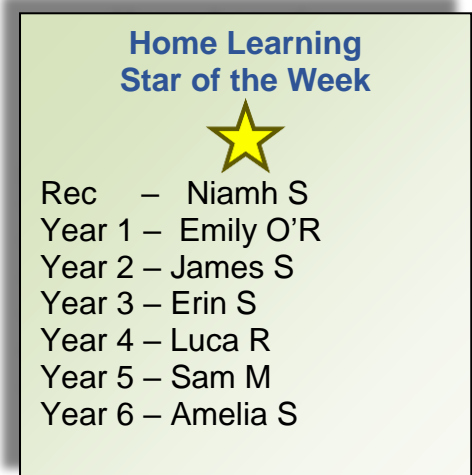 Home Learning
Star of the Week
Rec – Niamh S
Year 1 – Emily O'R
Year 2 – James S
Year 3 – Erin S
Year 4 – Luca R
Year 5 – Sam M
Year 6 – Amelia S